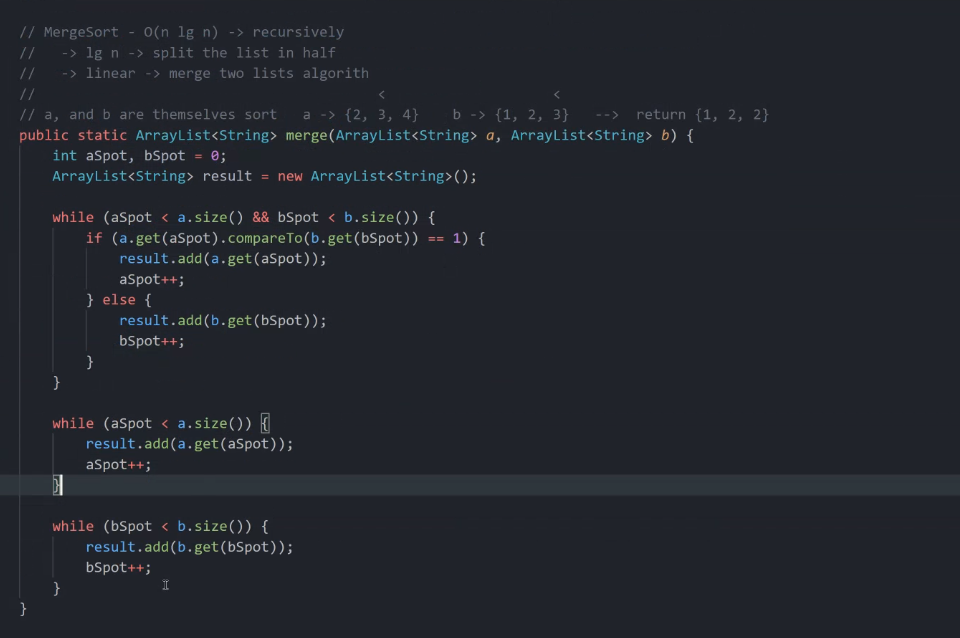 // MergeSort - O(n lg n) -> recursively
//   -> lg n -> split the list in half
//   -> linear -> merge two lists algorith
//                                          <                    <
// a, and b are themselves sort   a -> {2, 3, 4}    b -> {1, 2, 3}   -->  return {1, 2, 2}
public static ArrayList<String> merge(ArrayList<String> a, ArrayList<String> b) {
    int aSpot, bSpot = 0;
    ArrayList<String> result = new ArrayList<String>();

    while (aSpot < a.size() && bSpot < b.size()) {
        if (a.get(aSpot).compareTo(b.get(bSpot)) == 1) {
            result.add(a.get(aSpot));
            aSpot++;
        } else {
            result.add(b.get(bSpot));
            bSpot++;
        }
    }

    while (aSpot < a.size()) {
        result.add(a.get(aSpot));
        aSpot++;
    }

    while (bSpot < b.size()) {
        result.add(b.get(bSpot));
        bSpot++;
    }
}